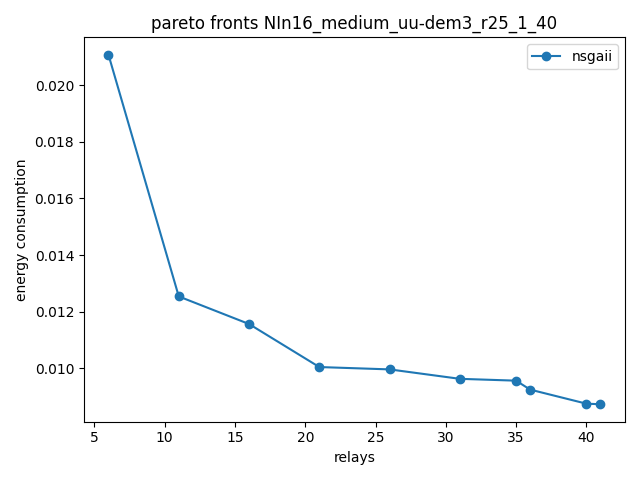 pareto fronts NIn16_medium_uu-dem3_r25_1_40
nsgaii
energy consumption
0.020
0.018
0.016
0.014
0.012
0.010
5 10 15 20 25 30 35 40
relays